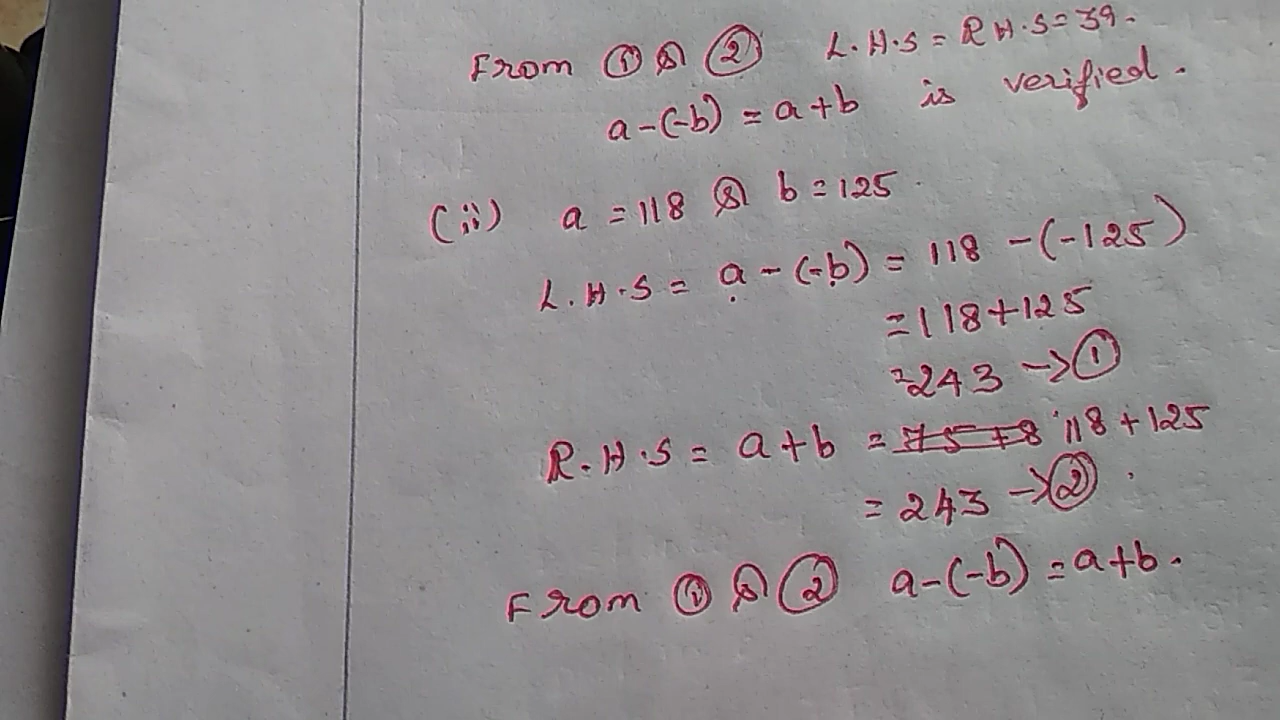 From ① & ② L.H.S = R H.S = 39.
a-(-b) = a+b is verified.
(ii) a = 118 & b = 125.
L.H.S = a - (-b) = 118 - (-125)
= 118+125
= 243 → ①
R.H.S = a+b = 118 + 125
= 243 → ②.
From ① & ② a-(-b) = a+b.